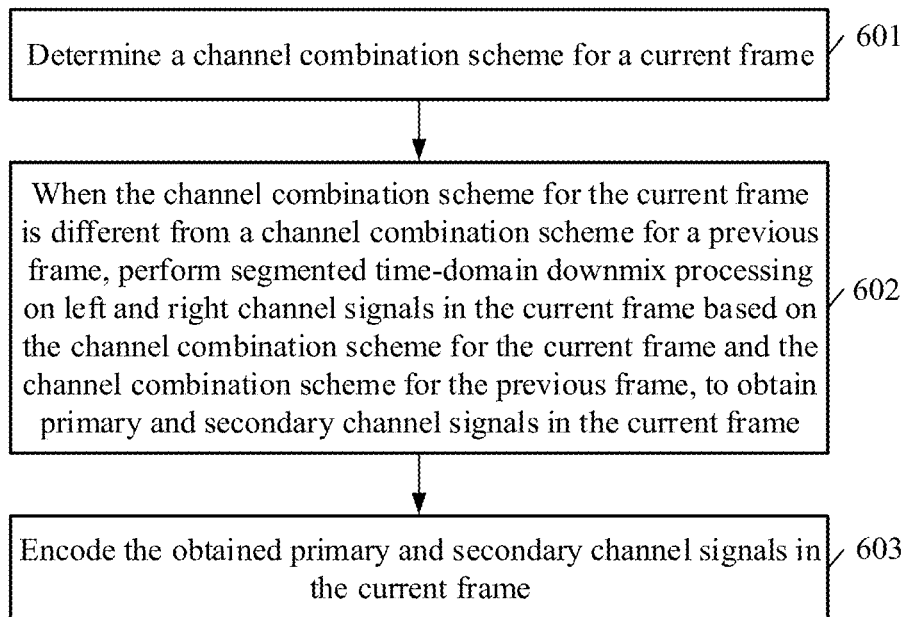 Determine a channel combination scheme for a current frame
601
When the channel combination scheme for the current frame
is different from a channel combination scheme for a previous
frame, perform segmented time-domain downmix processing
on left and right channel signals in the current frame based on
the channel combination scheme for the current frame and the
channel combination scheme for the previous frame, to obtain
primary and secondary channel signals in the current frame
602
Encode the obtained primary and secondary channel signals in
the current frame
603